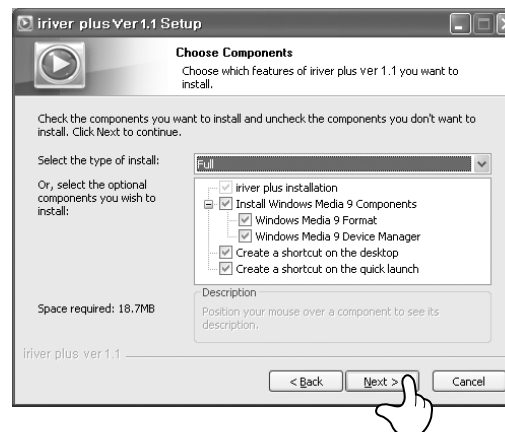 iriver plus Ver1.1 Setup
Choose Components
Choose which features of iriver plus ver 1.1 you want to
install.
Check the components you want to install and uncheck the components you don't want to
install. Click Next to continue.
Select the type of install:
Full
Or, select the optional
components you wish to
install:
iriver plus installation
Install Windows Media 9 Components
Windows Media 9 Format
Windows Media 9 Device Manager
Create a shortcut on the desktop
Create a shortcut on the quick launch
Space required: 18.7MB
Description
Position your mouse over a component to see its
description.
iriver plus ver 1.1
< Back
Next >
Cancel